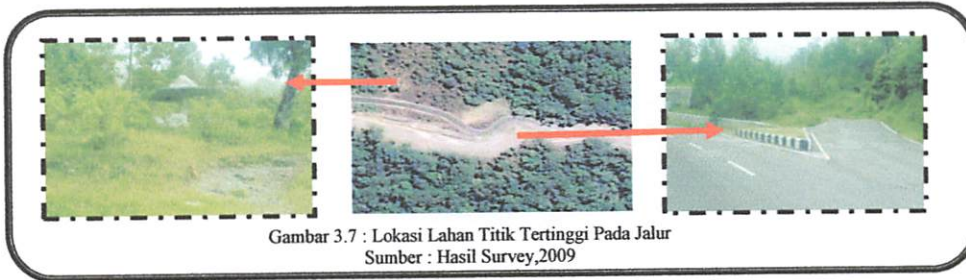 Gambar 3.7 : Lokasi Lahan Titik Tertinggi Pada Jalur
Sumber : Hasil Survey,2009